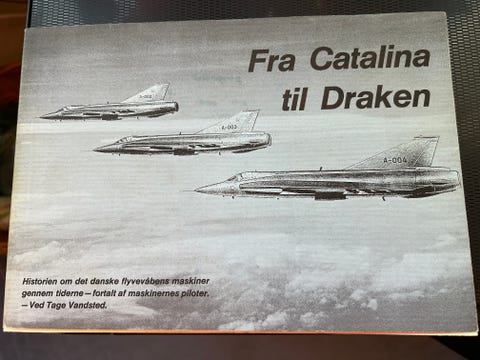 Fra Catalina
til Draken
A-002
A-003
A-004
Historien om det danske flyvevåbens maskiner
gennem tiderne – fortalt af maskinernes piloter.
– Ved Tage Vandsted.